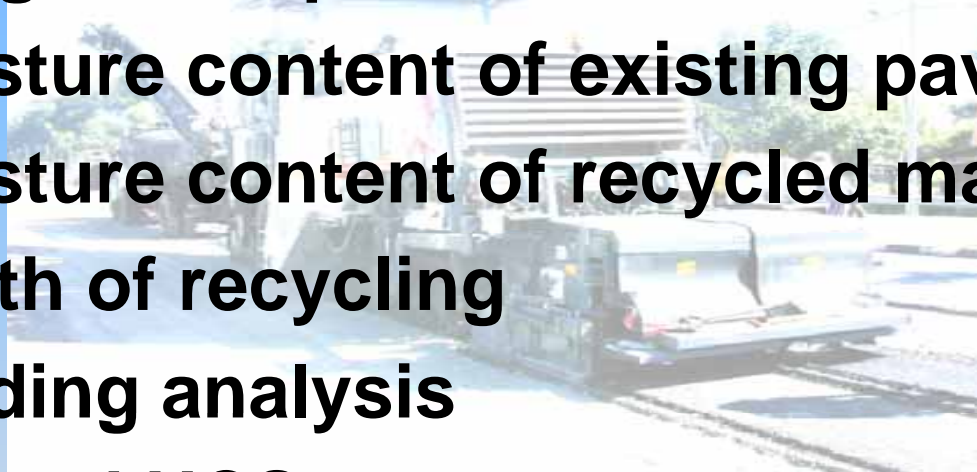 sture content of existing pav
sture content of recycled ma
th of recycling
ding analysis